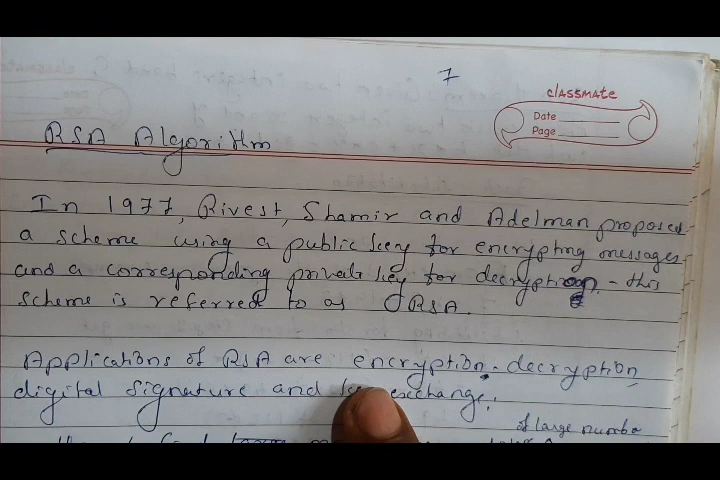 7
classmate
Date
Page
RSA Algorithm
In 1977, Rivest, Shamir and Adelman proposed
a scheme using a public key for encrypting messages
and a corresponding private key for decryption. - this
scheme is referred to as RSA.
Applications of RSA are encryption. decryption,
digital signature and key exchange.
of large numbe